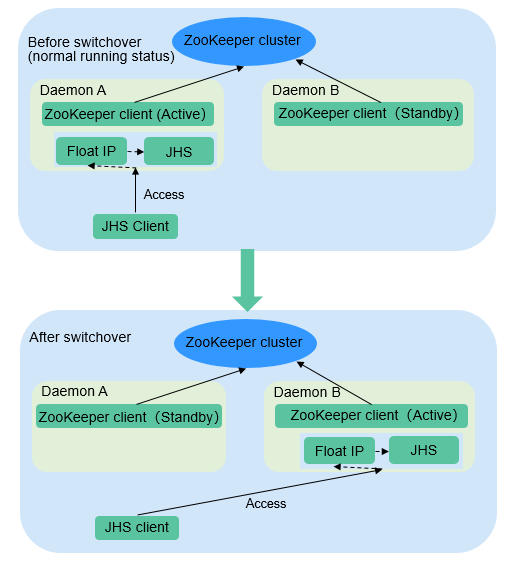 ZooKeeper cluster
Before switchover
(normal running status)
Daemon A
Daemon B
ZooKeeper client (Active）
ZooKeeper client（Standby）
Float IP
JHS
Access
JHS Client
After switchover
ZooKeeper cluster
Daemon A
Daemon B
ZooKeeper client（Standby）
ZooKeeper client（Active）
Float IP
JHS
Access
JHS client